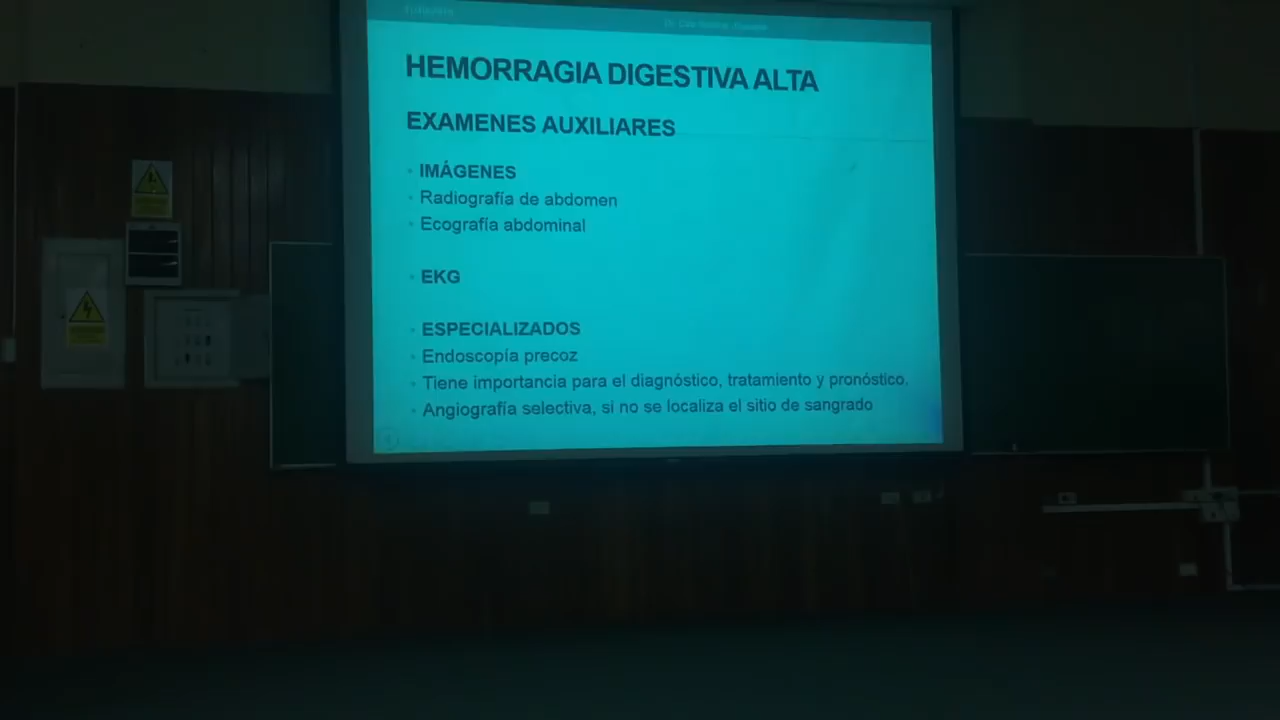 HEMORRAGIA DIGESTIVA ALTA
EXAMENES AUXILIARES
• IMÁGENES
• Radiografía de abdomen
• Ecografía abdominal
• EKG
• ESPECIALIZADOS
• Endoscopía precoz
• Tiene importancia para el diagnóstico, tratamiento y pronóstico.
• Angiografía selectiva, si no se localiza el sitio de sangrado